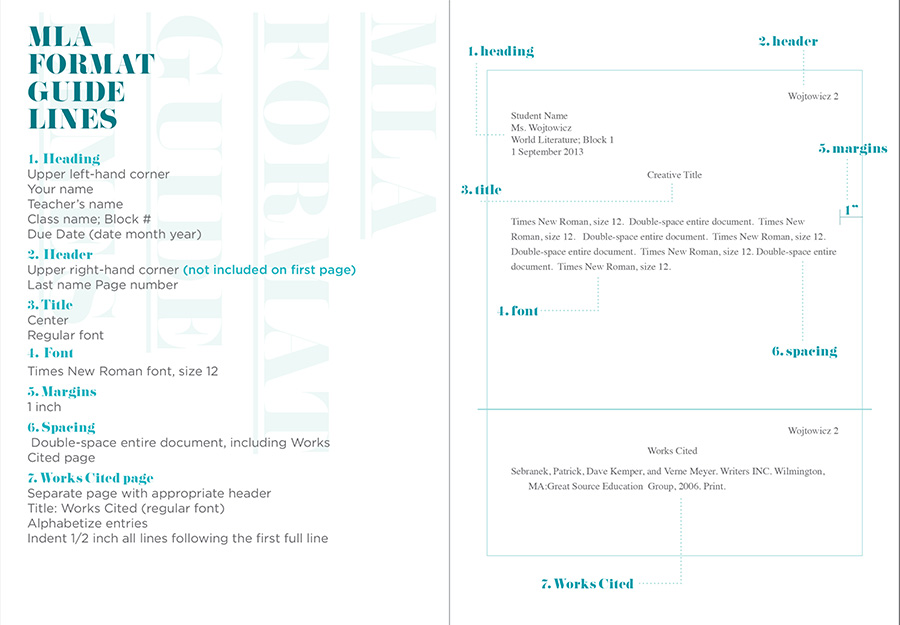 MLA
FORMAT
GUIDE
LINES
1. Heading
Upper left-hand corner
Your name
Teacher’s name
Class name; Block #
Due Date (date month year)
2. Header
Upper right-hand corner (not included on first page)
Last name Page number
3. Title
Center
Regular font
4. Font
Times New Roman font, size 12
5. Margins
1 inch
6. Spacing
Double-space entire document, including Works
Cited page
7. Works Cited page
Separate page with appropriate header
Title: Works Cited (regular font)
Alphabetize entries
Indent 1/2 inch all lines following the first full line
MLA
FORMAT
GUIDE
LINES
1. heading
2. header
Wojtowicz 2
Student Name
Ms. Wojtowicz
World Literature; Block 1
1 September 2013
5. margins
Creative Title
3. title
1”
Times New Roman, size 12. Double-space entire document. Times New
Roman, size 12. Double-space entire document. Times New Roman, size 12.
Double-space entire document. Times New Roman, size 12. Double-space entire
document. Times New Roman, size 12.
4. font
6. spacing
Wojtowicz 2
Works Cited
Sebranek, Patrick, Dave Kemper, and Verne Meyer. Writers INC. Wilmington,
MA:Great Source Education Group, 2006. Print.
7. Works Cited